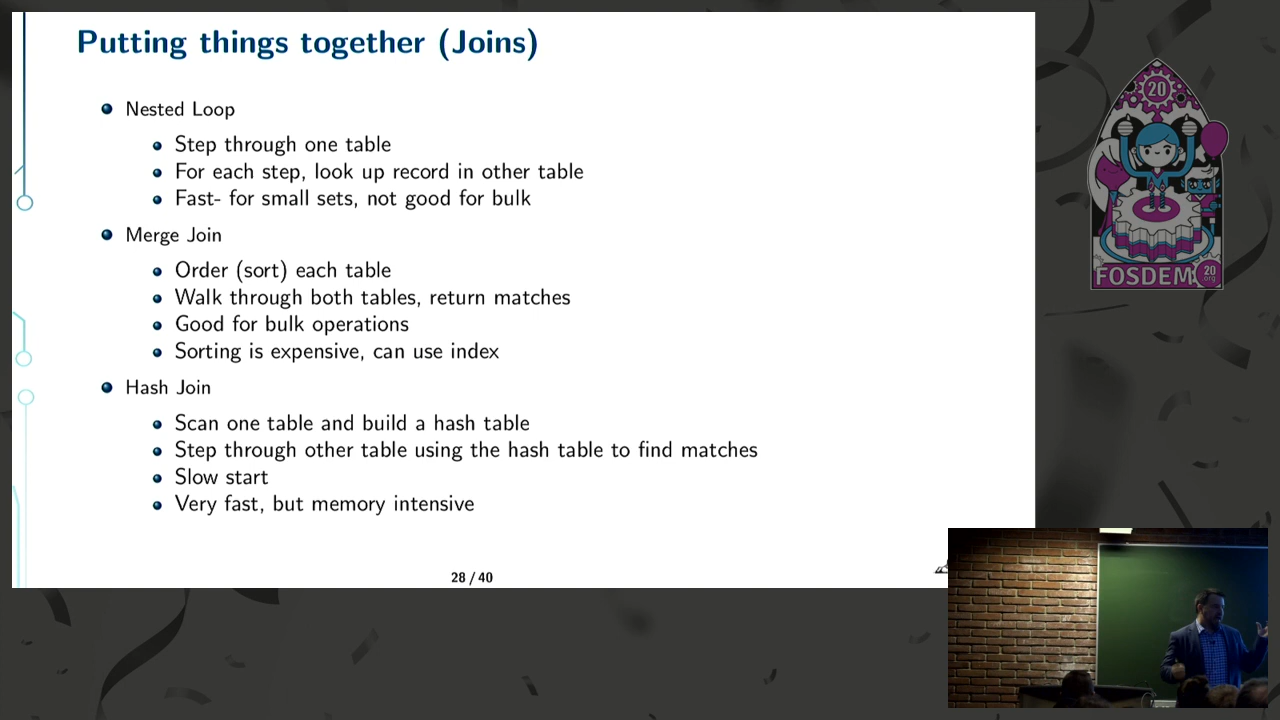 Putting things together (Joins)
Nested Loop
Step through one table
For each step, look up record in other table
Fast- for small sets, not good for bulk
Merge Join
Order (sort) each table
Walk through both tables, return matches
Good for bulk operations
Sorting is expensive, can use index
Hash Join
Scan one table and build a hash table
Step through other table using the hash table to find matches
Slow start
Very fast, but memory intensive
28 / 40
20
FOSDEM
20
org